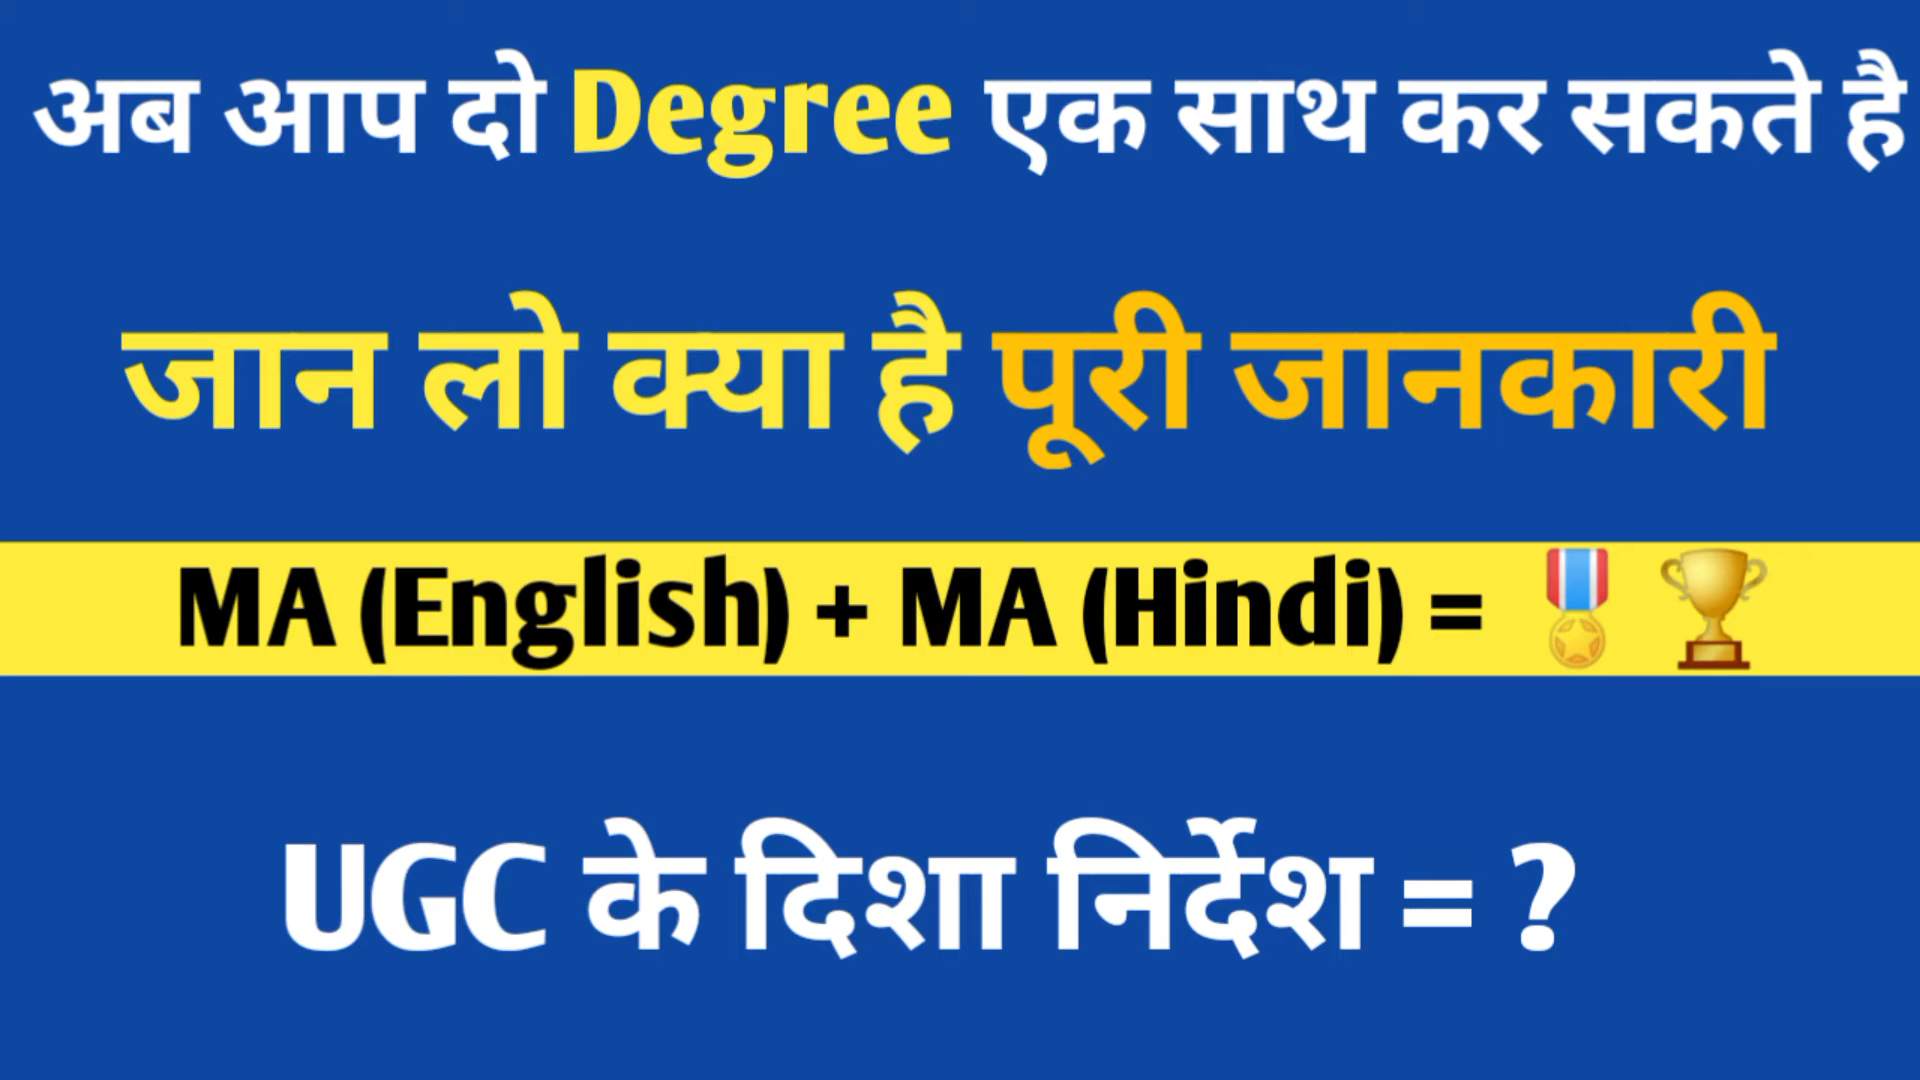 अब आप दो Degree एक साथ कर सकते है
जान लो क्या है पूरी जानकारी
MA (English) + MA (Hindi) = 🎖️ 🏆
UGC के दिशा निर्देश = ?